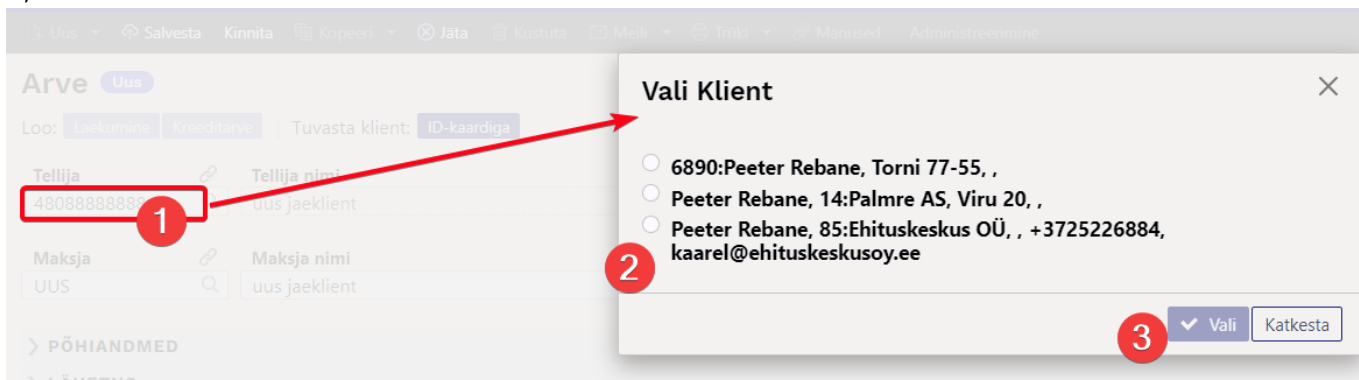 Uus Salvesta Kinnita Kopeeri Jäta Kustuta Meili Trüki Manused Administreerimine
Arve Uus
Loo: Laekumine Kreeditarve Tuvasta klient: ID-kaardiga
Tellija Tellija nimi
48088888888 uus jaeklient
1
Maksja Maksja nimi
UUS uus jaeklient
PÕHIANDMED
Vali Klient
6890:Peeter Rebane, Torni 77-55, ,
Peeter Rebane, 14:Palmre AS, Viru 20, ,
Peeter Rebane, 85:Ehituskeskus OÜ, , +3725226884,
kaarel@ehituskeskusoy.ee
2
3 Vali Katkesta